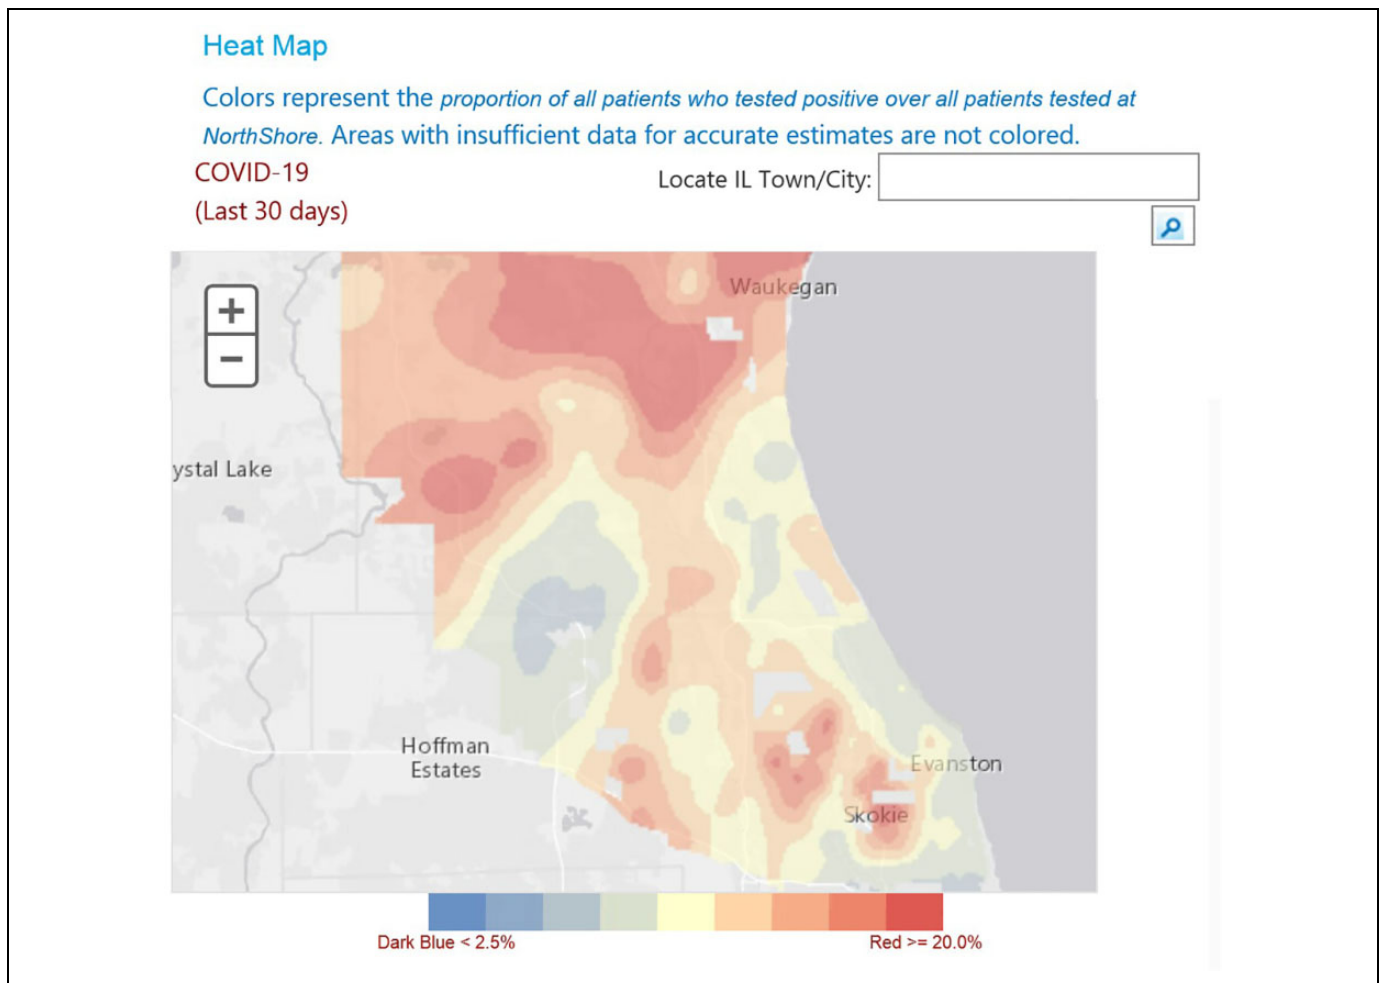 Heat Map
Colors represent the proportion of all patients who tested positive over all patients tested at
NorthShore. Areas with insufficient data for accurate estimates are not colored.
COVID-19
(Last 30 days)
Locate IL Town/City:
+
−
Waukegan
ystal Lake
Hoffman
Estates
Evanston
Skokie
Dark Blue < 2.5%
Red >= 20.0%